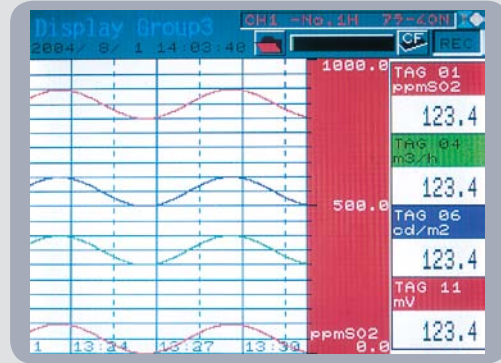 Display Group3
CH1 -No.1H
2004/ 8/ 1 14:03:40
CF
REC
1000.0
500.0
ppmSO2
0.0
TAG 01
ppmSO2
123.4
TAG 04
m3/h
123.4
TAG 06
cd/m2
123.4
TAG 11
mV
123.4
1 13:24 13:27 13:30